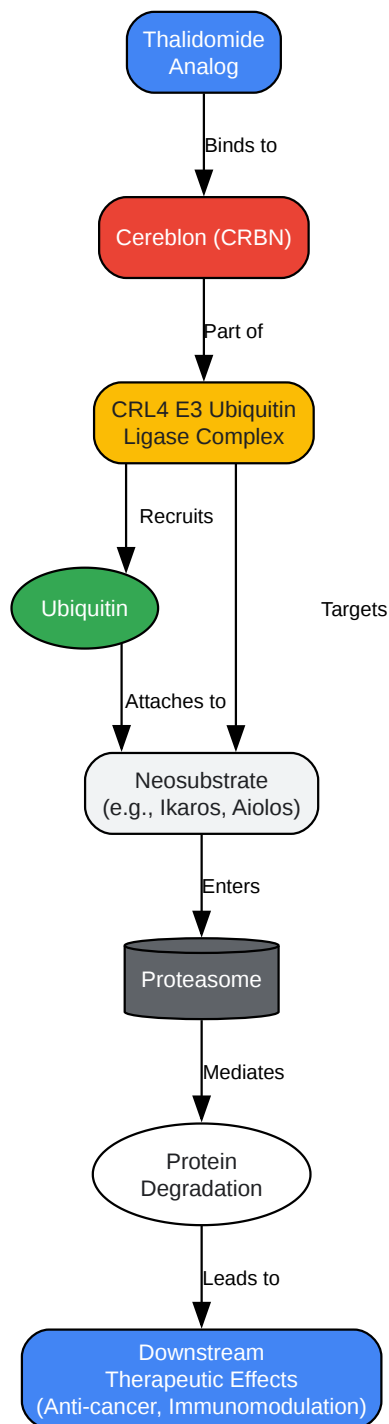 Thalidomide
Analog
Binds to
Cereblon (CRBN)
Part of
CRL4 E3 Ubiquitin
Ligase Complex
Recruits
Ubiquitin
Targets
Attaches to
Neosubstrate
(e.g., Ikaros, Aiolos)
Enters
Proteasome
Mediates
Protein
Degradation
Leads to
Downstream
Therapeutic Effects
(Anti-cancer, Immunomodulation)